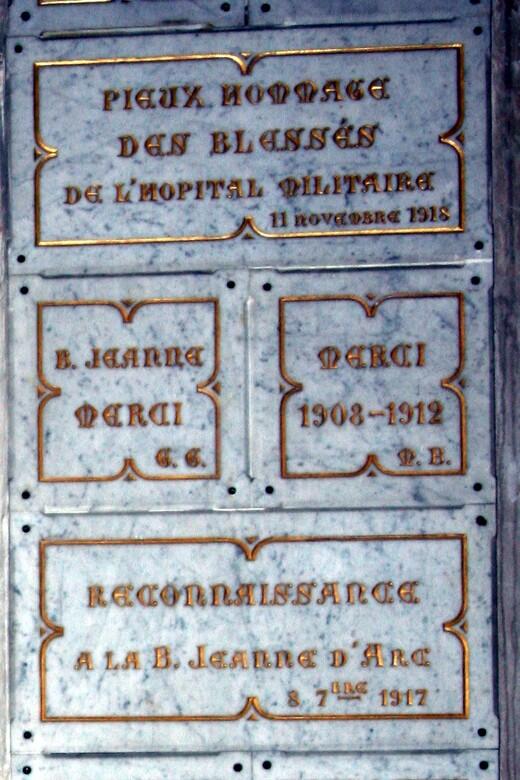 PIEUX HOMMAGE
DES BLESSÉS
DE L'HOPITAL MILITAIRE
11 NOVEMBRE 1918
B. JEANNE
MERCI
G. G.
MERCI
1908-1912
M. B.
RECONNAISSANCE
A LA B. JEANNE D'ARC
8 7BRE 1917